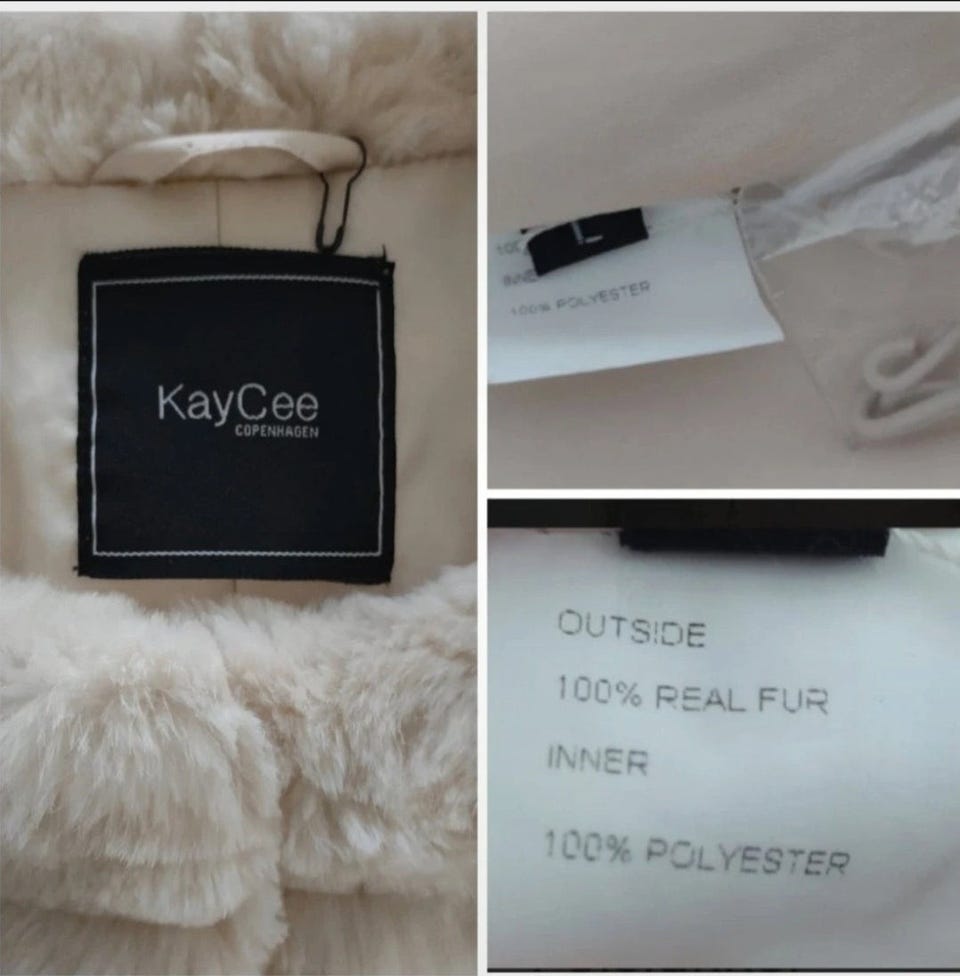 KayCee
COPENHAGEN
L
100% POLYESTER
OUTSIDE
100% REAL FUR
INNER
100% POLYESTER